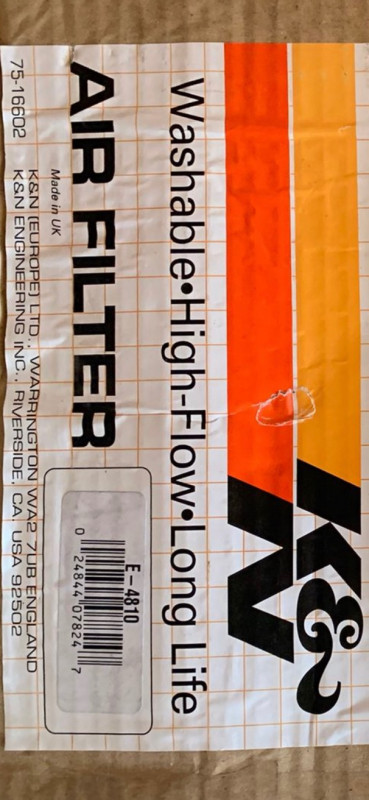 K&N
Washable•High-Flow•Long Life
AIR FILTER
E-4810
0 24844 07824 7
Made in UK
K&N (EUROPE) LTD., WARRINGTON WA2 7UB ENGLAND
75-16602 K&N ENGINEERING INC., RIVERSIDE, CA, USA 92502